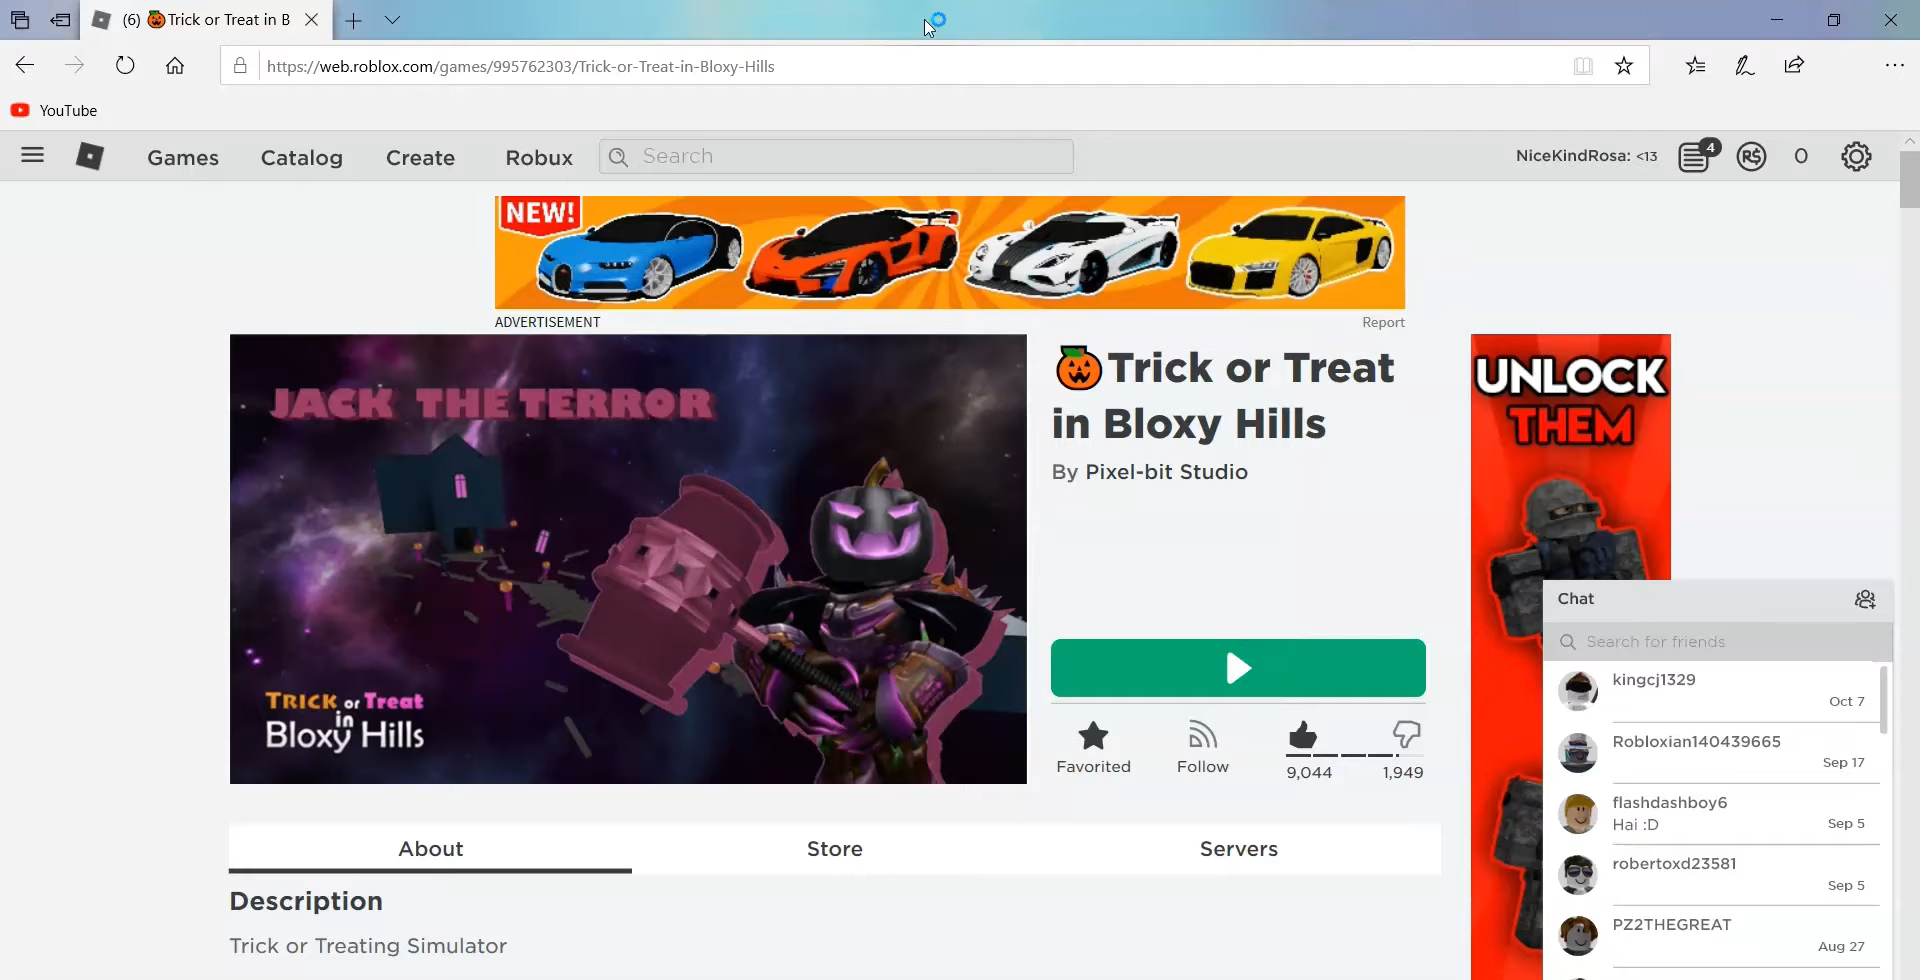 (6) 🎃Trick or Treat in B
https://web.roblox.com/games/995762303/Trick-or-Treat-in-Bloxy-Hills
YouTube
Games
Catalog
Create
Robux
Search
NiceKindRosa: <13
4
R$
0
NEW!
ADVERTISEMENT
Report
JACK THE TERROR
TRICK or TREAT
in
Bloxy Hills
🎃Trick or Treat
in Bloxy Hills
By Pixel-bit Studio
Favorited
Follow
9,044
1,949
UNLOCK
THEM
Chat
Search for friends
kingcj1329
Oct 7
Robloxian140439665
Sep 17
flashdashboy6
Hai :D
Sep 5
robertoxd23581
Sep 5
PZ2THEGREAT
Aug 27
About
Store
Servers
Description
Trick or Treating Simulator